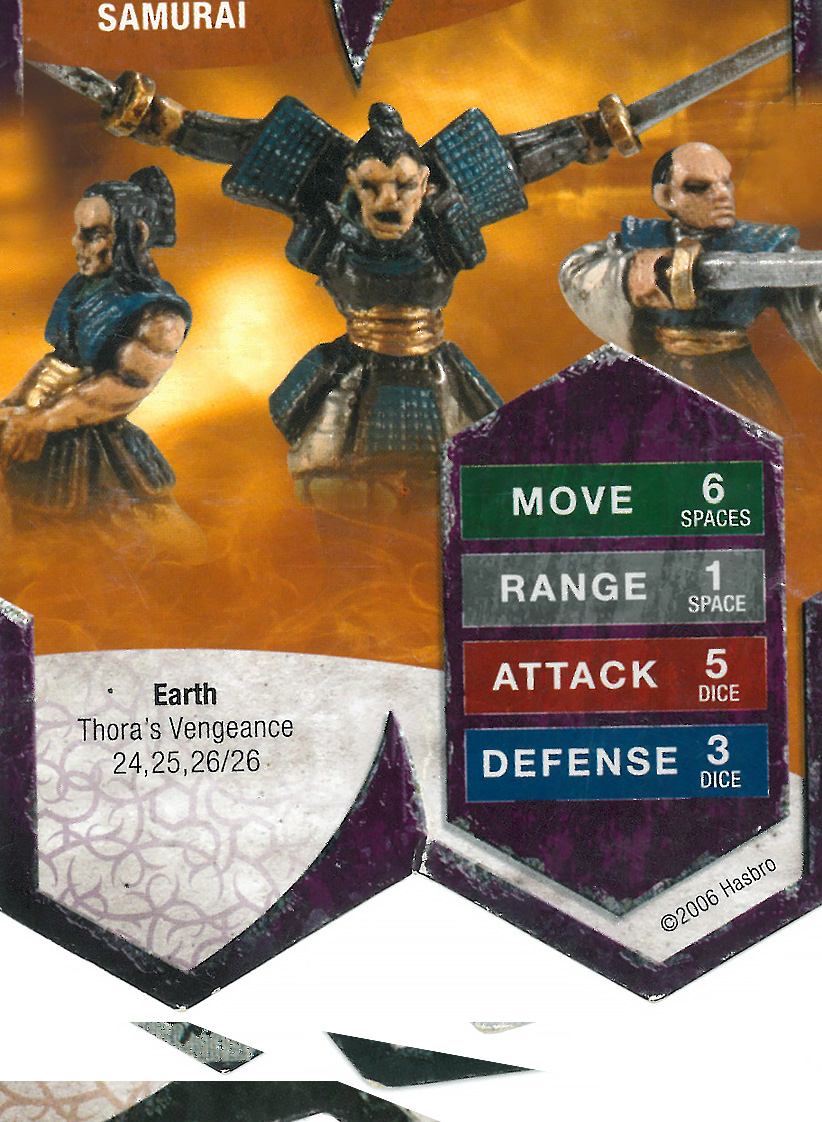 SAMURAI
MOVE 6 SPACES
RANGE 1 SPACE
ATTACK 5 DICE
DEFENSE 3 DICE
Earth
Thora's Vengeance
24,25,26/26
©2006 Hasbro